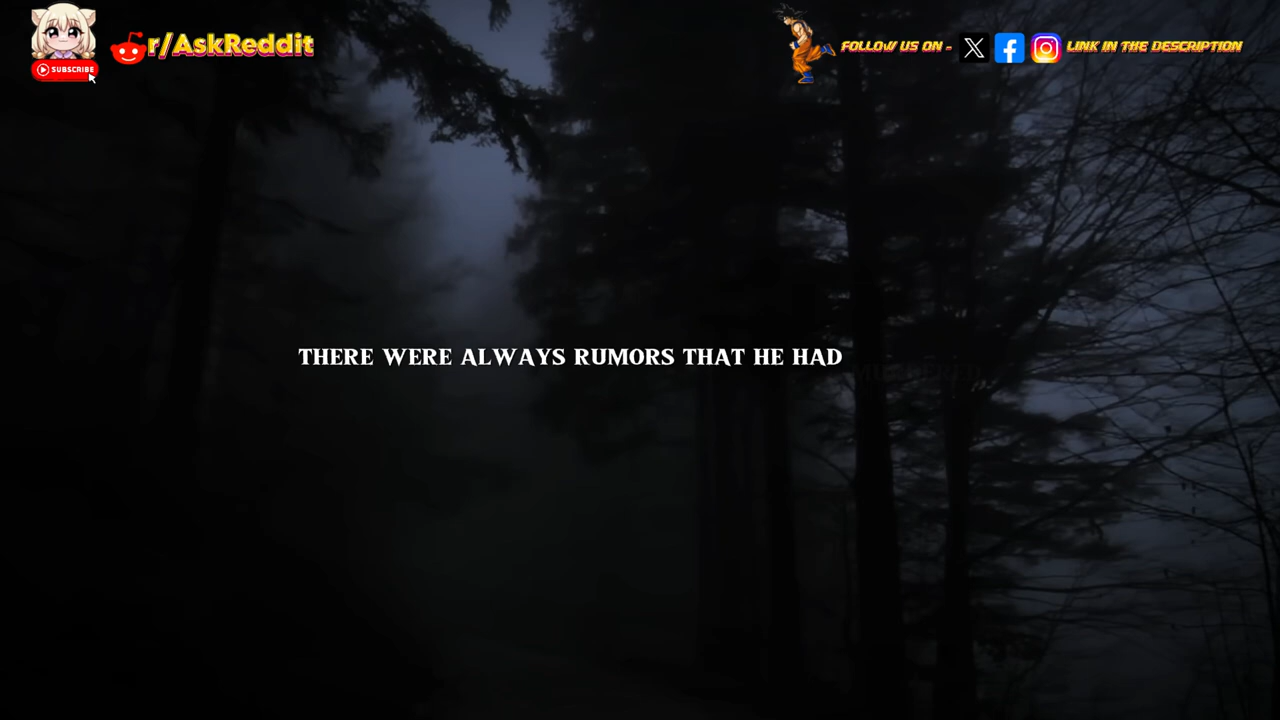 r/AskReddit
SUBSCRIBE
FOLLOW US ON -
LINK IN THE DESCRIPTION
THERE WERE ALWAYS RUMORS THAT HE HAD